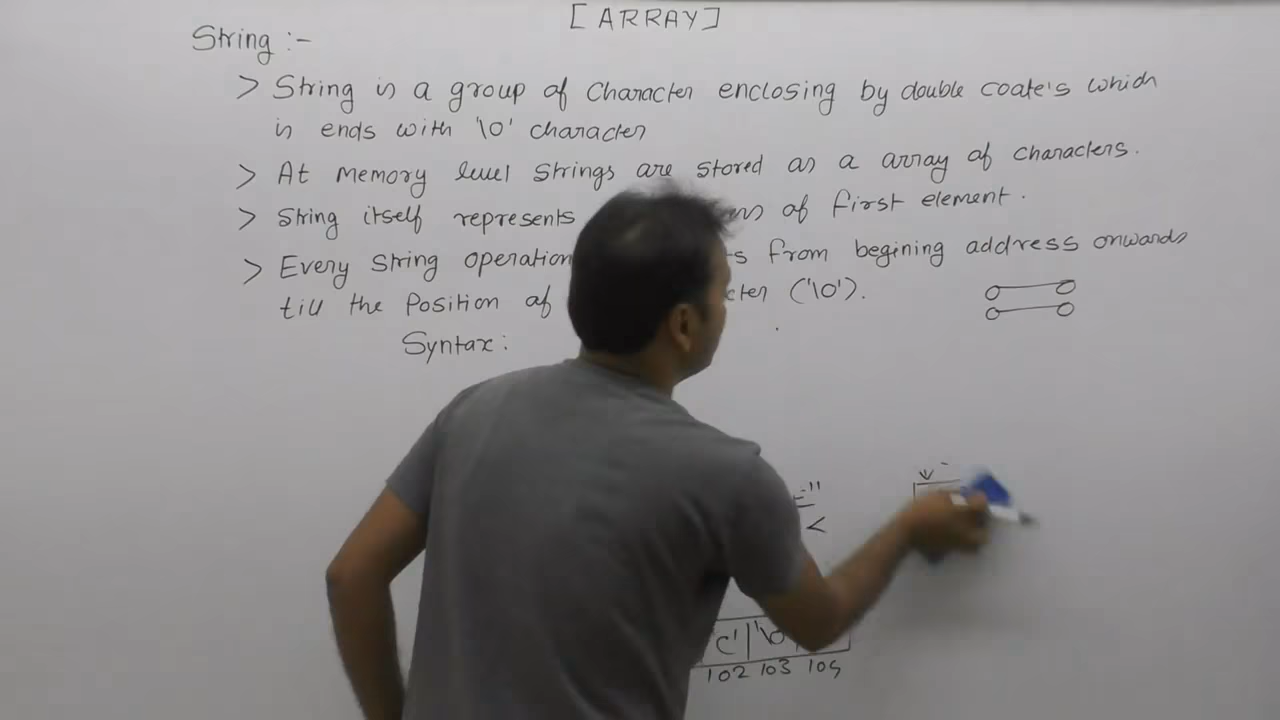 [ARRAY]
String :-
> String is a group of character enclosing by double coate's which
is ends with '\0' character
> At memory level strings are stored as a array of characters.
> String itself represents of first element.
> Every string operation from begining address onwards
till the position of ('\0').
Syntax:
"
<
c' | '\0
102 103 104